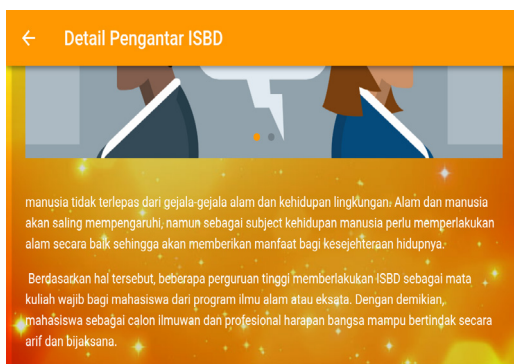 Detail Pengantar ISBD
manusia tidak terlepas dari gejala-gejala alam dan kehidupan lingkungan. Alam dan manusia
akan saling mempengaruhi, namun sebagai subject kehidupan manusia perlu memperlakukan
alam secara baik sehingga akan memberikan manfaat bagi kesejehteraan hidupnya.
Berdasarkan hal tersebut, beberapa perguruan tinggi memberlakukan ISBD sebagai mata
kuliah wajib bagi mahasiswa dari program ilmu alam atau eksata. Dengan demikian,
mahasiswa sebagai calon ilmuwan dan profesional harapan bangsa mampu bertindak secara
arif dan bijaksana.